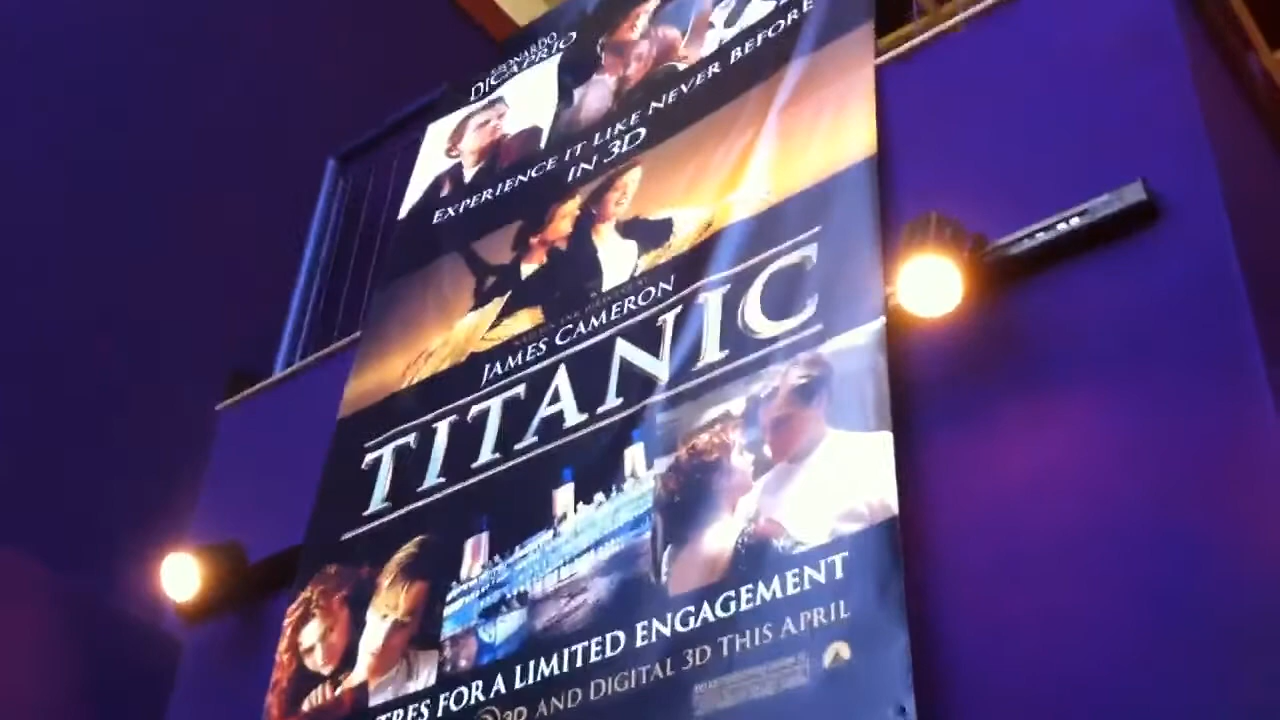 LEONARDO
DICAPRIO
EXPERIENCE IT LIKE NEVER BEFORE
IN 3D
JAMES CAMERON
TITANIC
TRES FOR A LIMITED ENGAGEMENT
3D AND DIGITAL 3D THIS APRIL